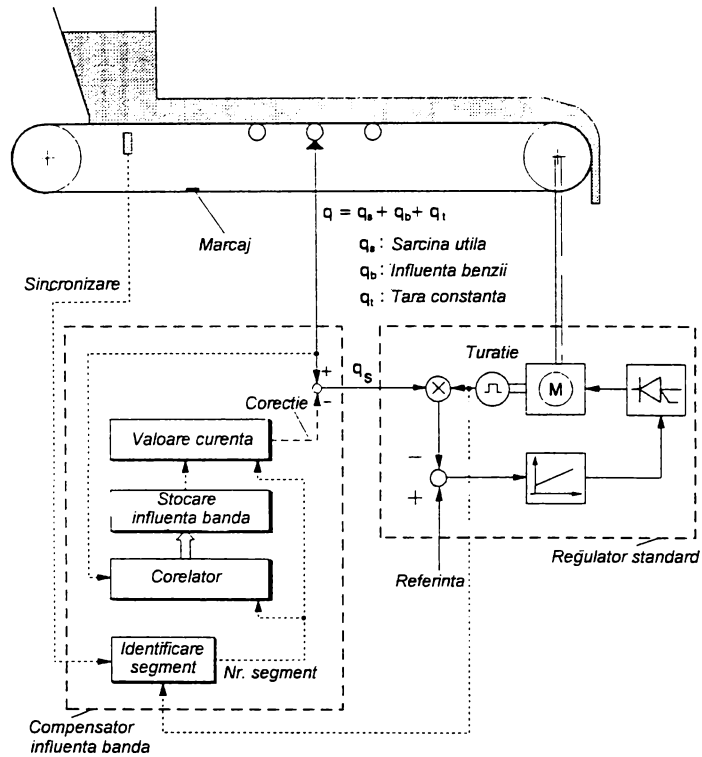 Marcaj
q = qs + qb + qt
qs : Sarcina utila
qb : Influenta benzii
qt : Tara constanta
Sincronizare
+
-
qS
Turatie
M
Corectie
Valoare curenta
Stocare
influenta banda
Corelator
Identificare
segment
Nr. segment
Compensator
influenta banda
−
+
Referinta
Regulator standard